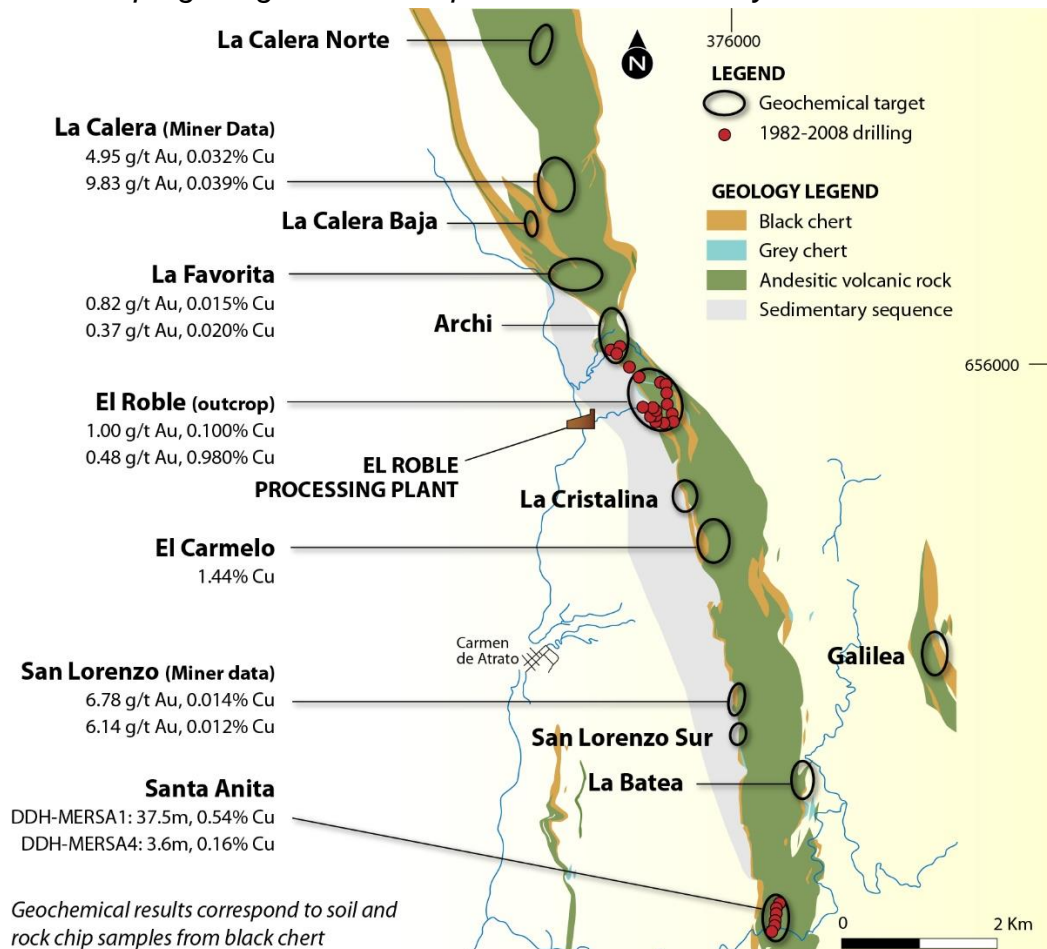 La Calera Norte
N
376000
LEGEND
Geochemical target
1982-2008 drilling
La Calera (Miner Data)
4.95 g/t Au, 0.032% Cu
9.83 g/t Au, 0.039% Cu
GEOLOGY LEGEND
Black chert
Grey chert
Andesitic volcanic rock
Sedimentary sequence
La Calera Baja
La Favorita
0.82 g/t Au, 0.015% Cu
0.37 g/t Au, 0.020% Cu
Archi
656000
El Roble (outcrop)
1.00 g/t Au, 0.100% Cu
0.48 g/t Au, 0.980% Cu
EL ROBLE
PROCESSING PLANT
La Cristalina
El Carmelo
1.44% Cu
Carmen
de Atrato
Galilea
San Lorenzo (Miner data)
6.78 g/t Au, 0.014% Cu
6.14 g/t Au, 0.012% Cu
San Lorenzo Sur
La Batea
Santa Anita
DDH-MERSA1: 37.5m, 0.54% Cu
DDH-MERSA4: 3.6m, 0.16% Cu
Geochemical results correspond to soil and
rock chip samples from black chert
0 2 Km